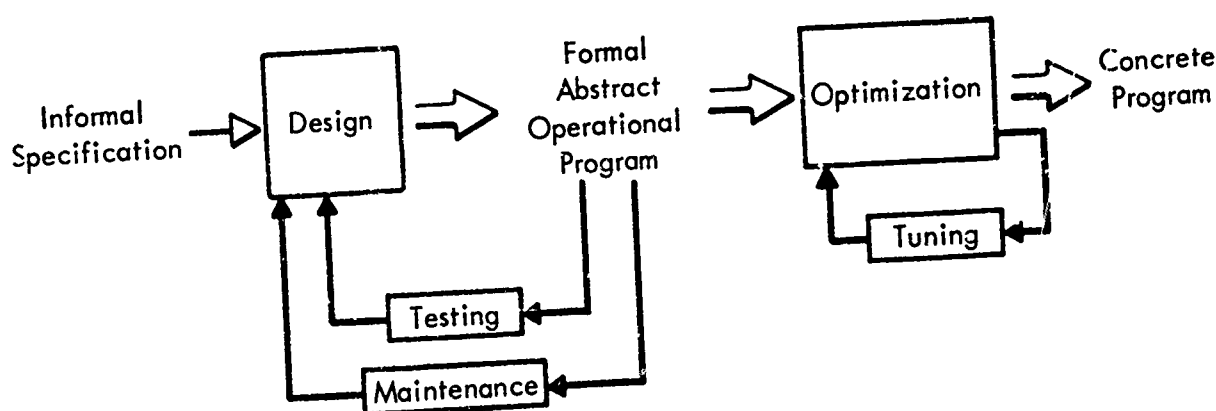 Informal
Specification
Design
Formal
Abstract
Operational
Program
Optimization
Concrete
Program
Tuning
Testing
Maintenance